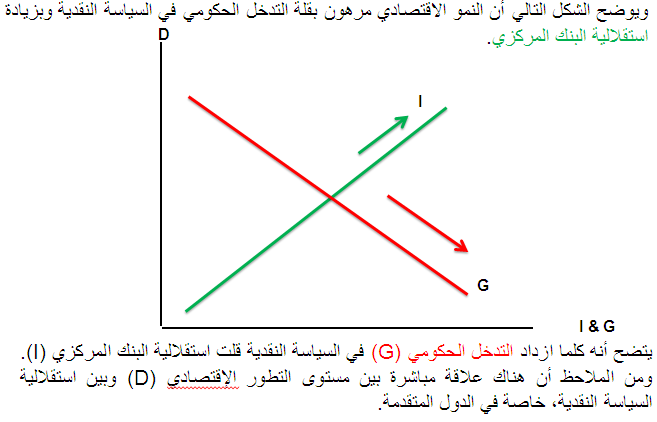 ويوضح الشكل التالي أن النمو الاقتصادي مرهون بقلة التدخل الحكومي في السياسة النقدية وبزيادة
استقلالية البنك المركزي.
D
I
G
I & G
يتضح أنه كلما ازداد التدخل الحكومي (G) في السياسة النقدية قلت استقلالية البنك المركزي (I).
ومن الملاحظ أن هناك علاقة مباشرة بين مستوى التطور الإقتصادي (D) وبين استقلالية
السياسة النقدية، خاصة في الدول المتقدمة.